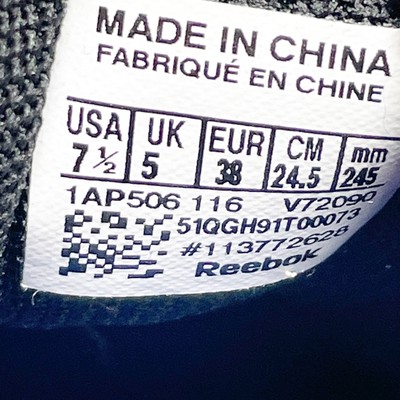 MADE IN CHINA
FABRIQUÉ EN CHINE
USA UK EUR CM mm
7 ½ 5 38 24.5 245
1AP506 116 V72090
51QGH91T00073
#113772628
Reebok